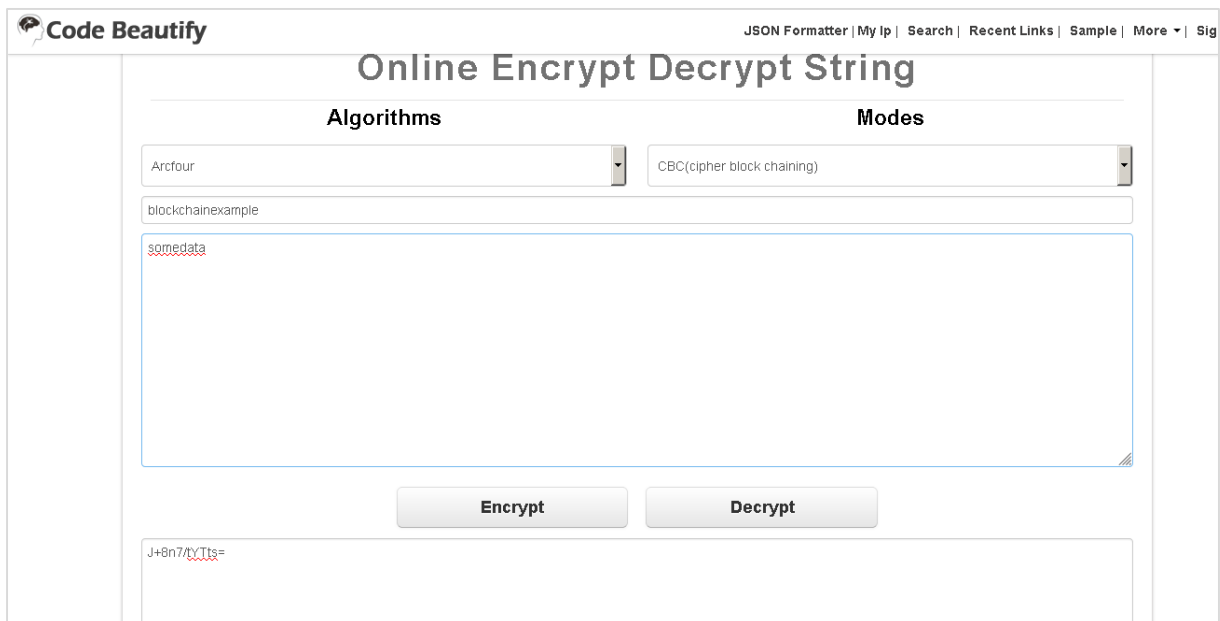 Code Beautify
JSON Formatter | My Ip | Search | Recent Links | Sample | More | Sig
Online Encrypt Decrypt String
Algorithms Modes
Arcfour CBC(cipher block chaining)
blockchainexample
somedata
Encrypt Decrypt
J+8n7/tYTts=